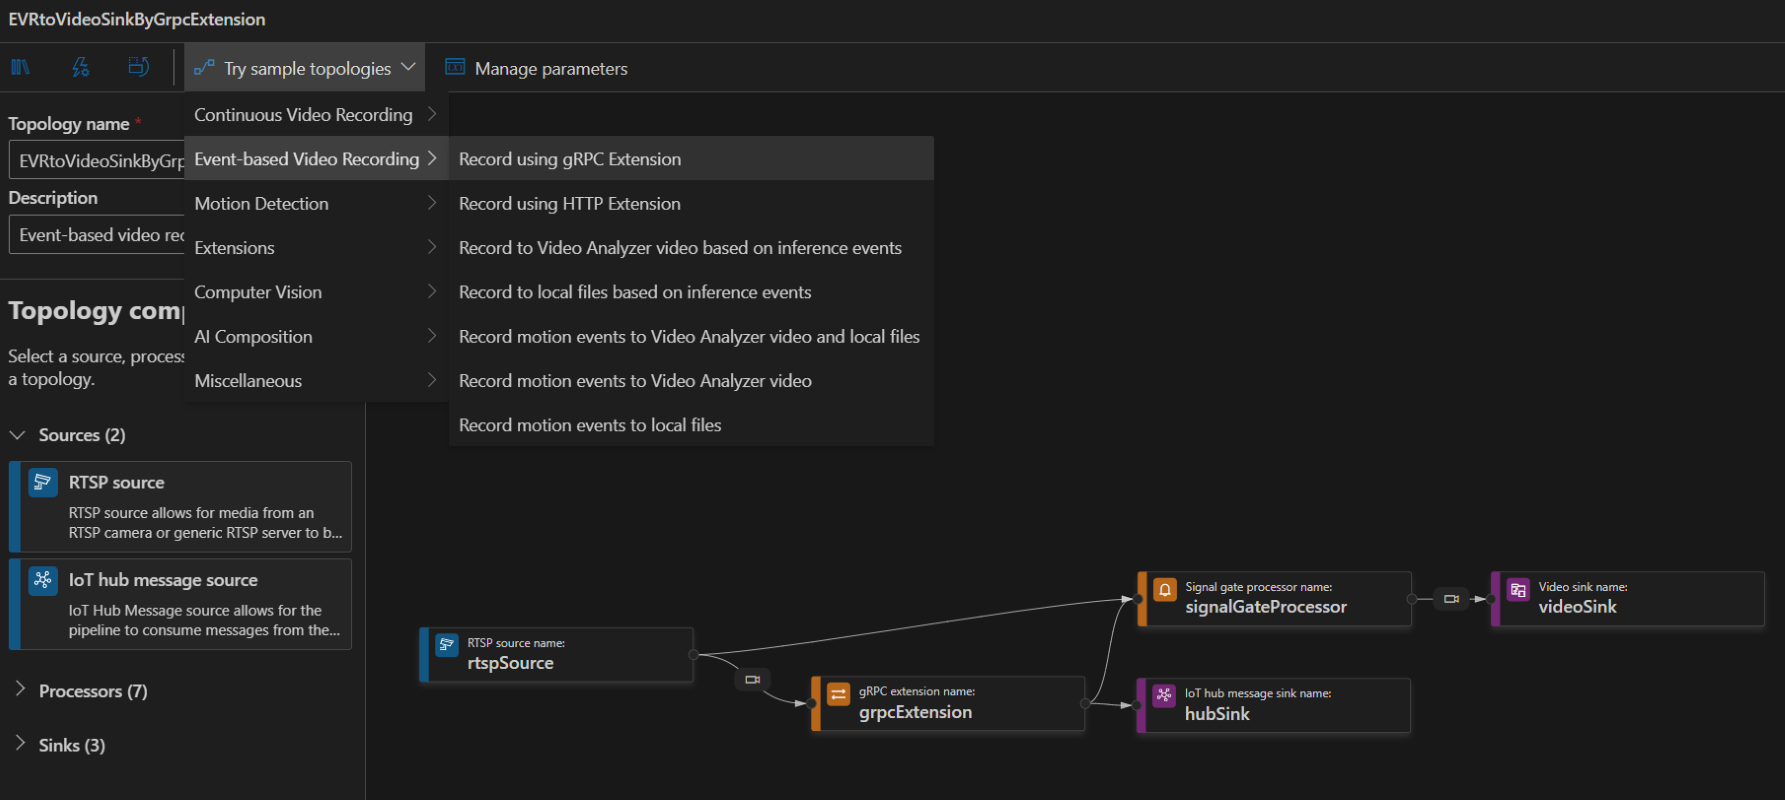 EVRtoVideoSinkByGrpcExtension
Try sample topologies
Manage parameters
Topology name *
EVRtoVideoSinkByGrp
Description
Event-based video rec
Continuous Video Recording
Event-based Video Recording
Motion Detection
Extensions
Computer Vision
AI Composition
Miscellaneous
Record using gRPC Extension
Record using HTTP Extension
Record to Video Analyzer video based on inference events
Record to local files based on inference events
Record motion events to Video Analyzer video and local files
Record motion events to Video Analyzer video
Record motion events to local files
Topology comp
Select a source, process
a topology.
Sources (2)
RTSP source
RTSP source allows for media from an
RTSP camera or generic RTSP server to b...
IoT hub message source
IoT Hub Message source allows for the
pipeline to consume messages from the...
Processors (7)
Sinks (3)
RTSP source name:
rtspSource
gRPC extension name:
grpcExtension
Signal gate processor name:
signalGateProcessor
Video sink name:
videoSink
IoT hub message sink name:
hubSink